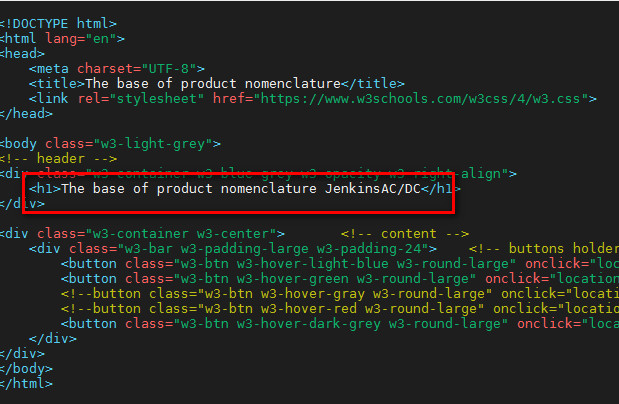 <!DOCTYPE html>
<html lang="en">
<head>
    <meta charset="UTF-8">
    <title>The base of product nomenclature</title>
    <link rel="stylesheet" href="https://www.w3schools.com/w3css/4/w3.css">
</head>
<body class="w3-light-grey">
<!-- header -->
<div class="w3-container w3-blue-grey w3-opacity w3-right-align">
    <h1>The base of product nomenclature JenkinsAC/DC</h1>
</div>
<div class="w3-container w3-center">        <!-- content -->
    <div class="w3-bar w3-padding-large w3-padding-24">    <!-- buttons holder
        <button class="w3-btn w3-hover-light-blue w3-round-large" onclick="loc
        <button class="w3-btn w3-hover-green w3-round-large" onclick="location
        <!--button class="w3-btn w3-hover-gray w3-round-large" onclick="locati
        <!--button class="w3-btn w3-hover-red w3-round-large" onclick="locatio
        <button class="w3-btn w3-hover-dark-grey w3-round-large" onclick="loca
    </div>
</div>
</body>
</html>